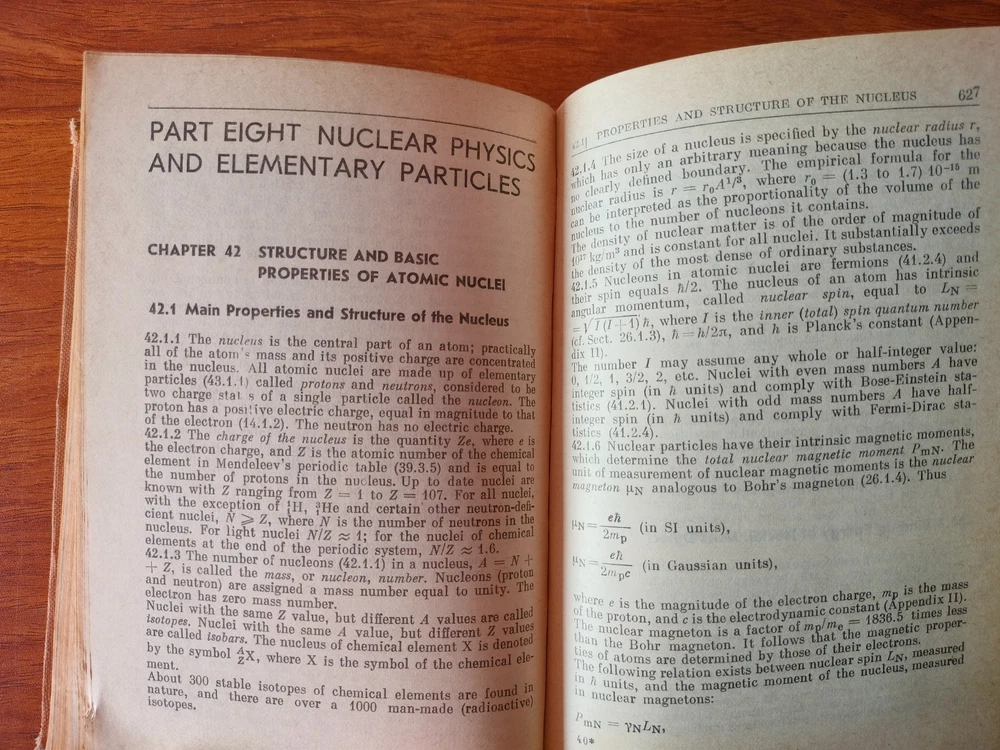 PART EIGHT NUCLEAR PHYSICS
AND ELEMENTARY PARTICLES
CHAPTER 42 STRUCTURE AND BASIC
PROPERTIES OF ATOMIC NUCLEI
42.1 Main Properties and Structure of the Nucleus
42.1.1 The nucleus is the central part of an atom; practically
all of the atom's mass and its positive charge are concentrated
in the nucleus. All atomic nuclei are made up of elementary
particles (43.1.1) called protons and neutrons, considered to be
two charge stat s of a single particle called the nucleon. The
proton has a positive electric charge, equal in magnitude to that
of the electron (14.1.2). The neutron has no electric charge.
42.1.2 The charge of the nucleus is the quantity Ze, where e is
the electron charge, and Z is the atomic number of the chemical
element in Mendeleev's periodic table (39.3.5) and is equal to
the number of protons in the nucleus. Up to date nuclei are
known with Z ranging from Z = 1 to Z = 107. For all nuclei,
with the exception of ¹₁H, ³₂He and certain other neutron-defi-
cient nuclei, N ⩾ Z, where N is the number of neutrons in the
nucleus. For light nuclei N/Z ≈ 1; for the nuclei of chemical
elements at the end of the periodic system, N/Z ≈ 1.6.
42.1.3 The number of nucleons (42.1.1) in a nucleus, A = N +
+ Z, is called the mass, or nucleon, number. Nucleons (proton
and neutron) are assigned a mass number equal to unity. The
electron has zero mass number.
Nuclei with the same Z value, but different A values are called
isotopes. Nuclei with the same A value, but different Z values
are called isobars. The nucleus of chemical element X is denoted
by the symbol ᴬ_ZX, where X is the symbol of the chemical ele-
ment.
About 300 stable isotopes of chemical elements are found in
nature, and there are over a 1000 man-made (radioactive)
isotopes.
42.1] PROPERTIES AND STRUCTURE OF THE NUCLEUS 627
42.1.4 The size of a nucleus is specified by the nuclear radius r,
which has only an arbitrary meaning because the nucleus has
no clearly defined boundary. The empirical formula for the
nuclear radius is r = r₀A^1/3, where r₀ = (1.3 to 1.7) 10⁻¹⁵ m
can be interpreted as the proportionality of the volume of the
nucleus to the number of nucleons it contains.
The density of nuclear matter is of the order of magnitude of
10¹⁷ kg/m³ and is constant for all nuclei. It substantially exceeds
the density of the most dense of ordinary substances.
42.1.5 Nucleons in atomic nuclei are fermions (41.2.4) and
their spin equals ℏ/2. The nucleus of an atom has intrinsic
angular momentum, called nuclear spin, equal to L_N =
= √I (I+1) ℏ, where I is the inner (total) spin quantum number
(cf. Sect. 26.1.3), ℏ = h/2π, and h is Planck's constant (Appen-
dix II).
The number I may assume any whole or half-integer value:
0, 1/2, 1, 3/2, 2, etc. Nuclei with even mass numbers A have
integer spin (in ℏ units) and comply with Bose-Einstein sta-
tistics (41.2.1). Nuclei with odd mass numbers A have half-
integer spin (in ℏ units) and comply with Fermi-Dirac sta-
tistics (41.2.4).
42.1.6 Nuclear particles have their intrinsic magnetic moments,
which determine the total nuclear magnetic moment P_mN. The
unit of measurement of nuclear magnetic moments is the nuclear
magneton μ_N analogous to Bohr's magneton (26.1.4). Thus
μ_N = eℏ/2m_p (in SI units),
μ_N = eℏ/2m_pc (in Gaussian units),
where e is the magnitude of the electron charge, m_p is the mass
of the proton, and c is the electrodynamic constant (Appendix II).
The nuclear magneton is a factor of m_p/m_e = 1836.5 times less
than the Bohr magneton. It follows that the magnetic proper-
ties of atoms are determined by those of their electrons.
The following relation exists between nuclear spin L_N, measured
in ℏ units, and the magnetic moment of the nucleus, measured
in nuclear magnetons:
P_mN = γ_N L_N,
40*